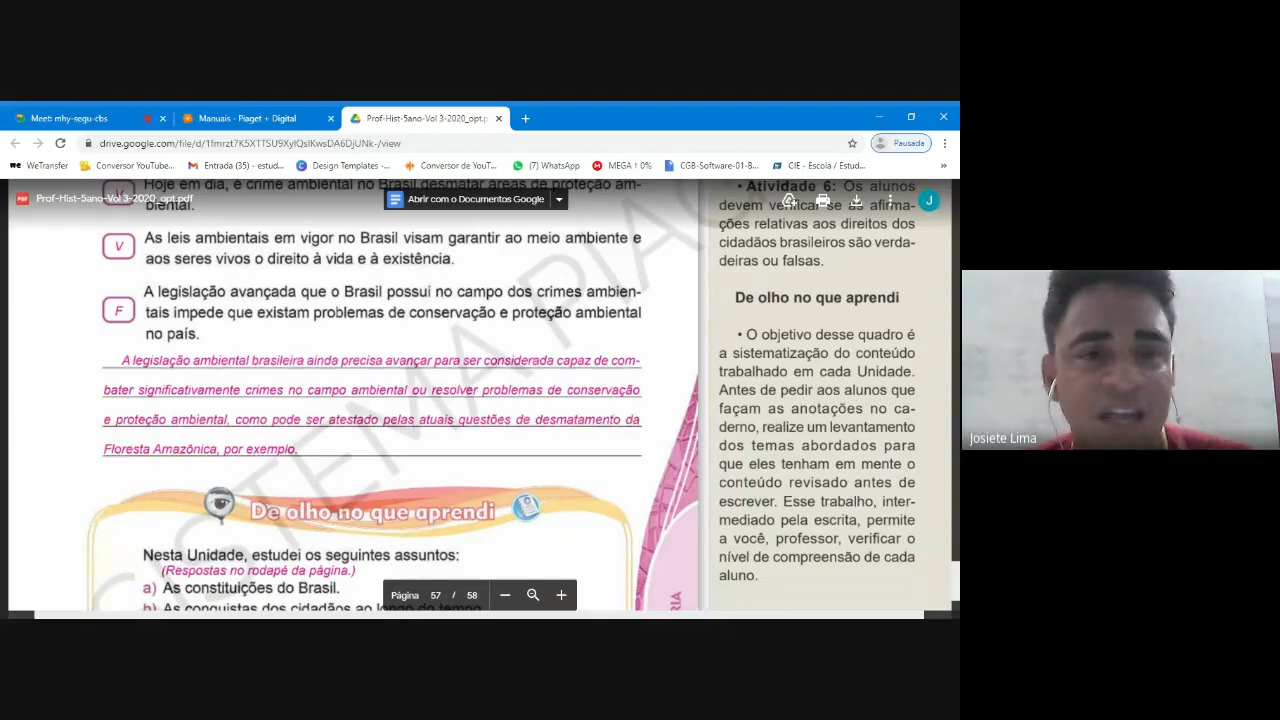 Meet: mhy-segu-cbs
Manuais - Piaget + Digital
Prof-Hist-5ano-Vol 3-2020_opt.p
drive.google.com/file/d/1fmrzt7K5XTTSU9XylQsIKwsDA6DjUNk-/view
Pausada
WeTransfer
Conversor YouTube...
Entrada (35) - estud...
Design Templates -...
Conversor de YouT...
(7) WhatsApp
MEGA ↑ 0%
CGB-Software-01-B...
CIE - Escola / Estud...
»
Hoje em dia, é crime ambiental no Brasil desmatar áreas de proteção am-
biental.
PDF Prof-Hist-5ano-Vol 3-2020_opt.pdf
Abrir com o Documentos Google
J
V
As leis ambientais em vigor no Brasil visam garantir ao meio ambiente e
aos seres vivos o direito à vida e à existência.
F
A legislação avançada que o Brasil possui no campo dos crimes ambien-
tais impede que existam problemas de conservação e proteção ambiental
no país.
A legislação ambiental brasileira ainda precisa avançar para ser considerada capaz de com-
bater significativamente crimes no campo ambiental ou resolver problemas de conservação
e proteção ambiental, como pode ser atestado pelas atuais questões de desmatamento da
Floresta Amazônica, por exemplo.
De olho no que aprendi
Nesta Unidade, estudei os seguintes assuntos:
(Respostas no rodapé da página.)
a) As constituições do Brasil.
b) As conquistas dos cidadãos ao longo do tempo
Página 57 / 58
SISTEMA PIAG
• Atividade 6: Os alunos
devem verificar se as afirma-
ções relativas aos direitos dos
cidadãos brasileiros são verda-
deiras ou falsas.
De olho no que aprendi
• O objetivo desse quadro é
a sistematização do conteúdo
trabalhado em cada Unidade.
Antes de pedir aos alunos que
façam as anotações no ca-
derno, realize um levantamento
dos temas abordados para
que eles tenham em mente o
conteúdo revisado antes de
escrever. Esse trabalho, inter-
mediado pela escrita, permite
a você, professor, verificar o
nível de compreensão de cada
aluno.
RIA
Josiete Lima